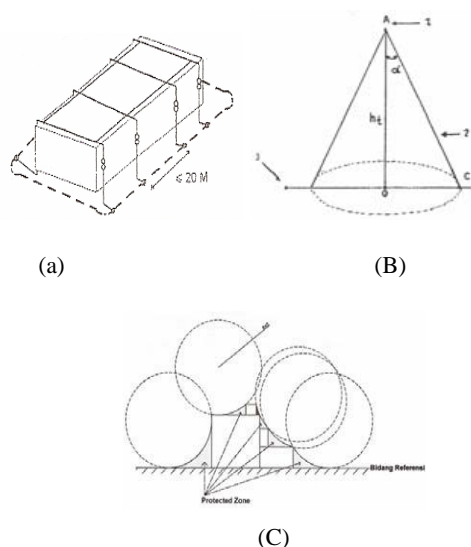 ≤ 20 M
(a)
A
1
α
ht
2
3
O
C
(B)
Bidang Referensi
Protected Zone
(C)